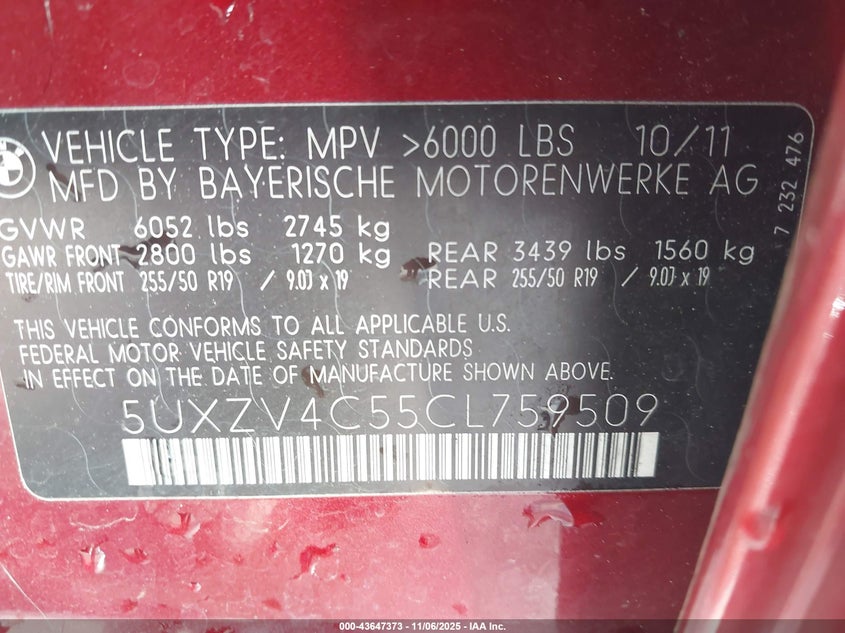 VEHICLE TYPE: MPV >6000 LBS 10/11
MFD BY BAYERISCHE MOTORENWERKE AG
GVWR 6052 lbs 2745 kg
GAWR FRONT 2800 lbs 1270 kg REAR 3439 lbs 1560 kg
TIRE/RIM FRONT 255/50 R19 / 9.0J x 19 REAR 255/50 R19 / 9.0J x 19
THIS VEHICLE CONFORMS TO ALL APPLICABLE U.S.
FEDERAL MOTOR VEHICLE SAFETY STANDARDS
IN EFFECT ON THE DATE OF MANUFACTURE SHOWN ABOVE.
5UXZV4C55CL759509
7 232 476
000-43647373 - 11/06/2025 - IAA Inc.